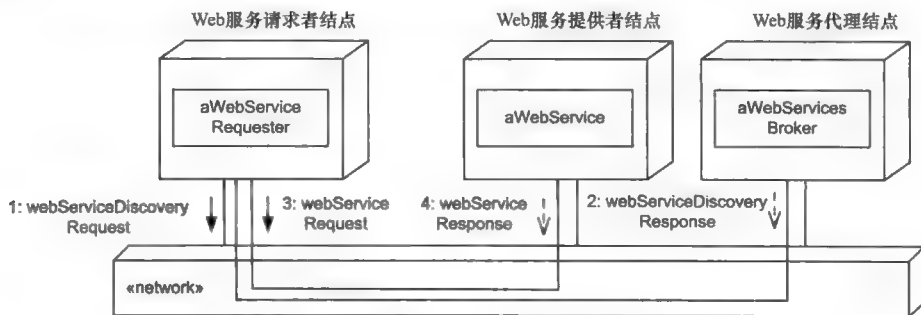 Web服务请求者结点
Web服务提供者结点
Web服务代理结点
aWebService
Requester
aWebService
aWebServices
Broker
1: webServiceDiscovery
Request
3: webService
Request
4: webService
Response
2: webServiceDiscovery
Response
«network»